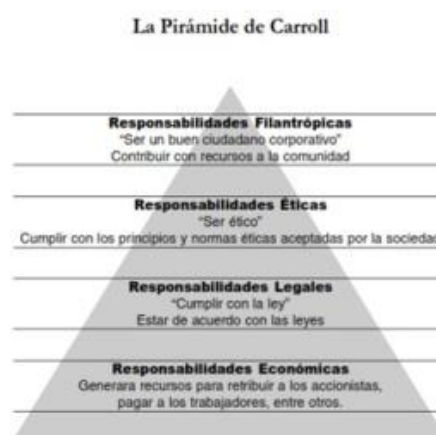 La Pirámide de Carroll
Responsabilidades Filantrópicas
“Ser un buen ciudadano corporativo”
Contribuir con recursos a la comunidad
Responsabilidades Éticas
“Ser ético”
Cumplir con los principios y normas éticas aceptadas por la sociedad
Responsabilidades Legales
“Cumplir con la ley”
Estar de acuerdo con las leyes
Responsabilidades Económicas
Generara recursos para retribuir a los accionistas,
pagar a los trabajadores, entre otros.